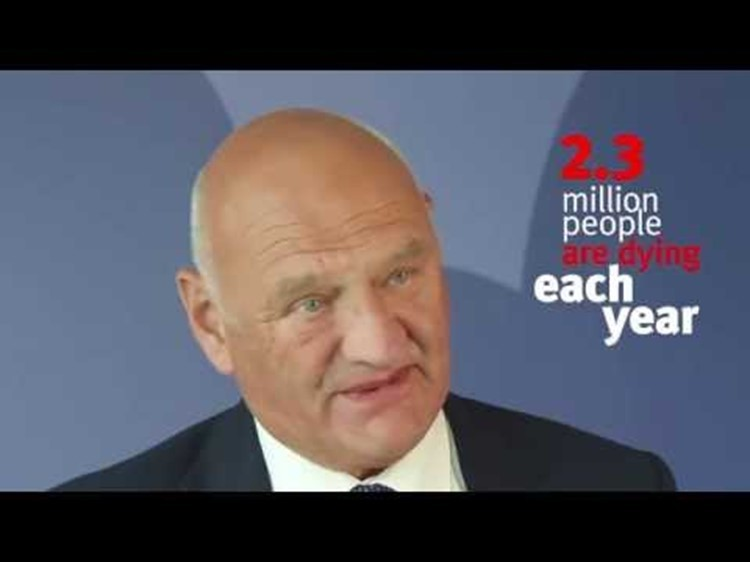 2.3
million
people
are dying
each
year